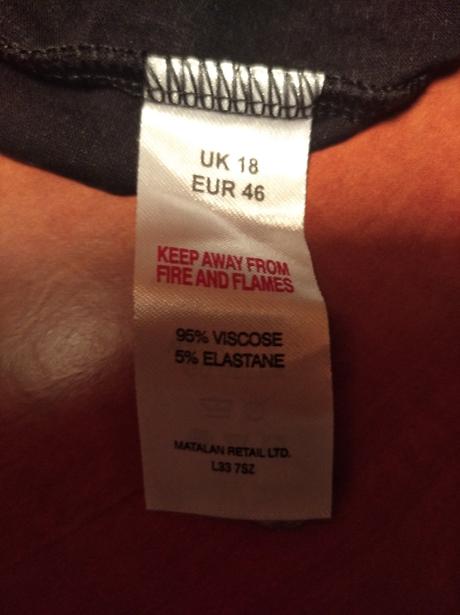 UK 18
EUR 46
KEEP AWAY FROM
FIRE AND FLAMES
95% VISCOSE
5% ELASTANE
MATALAN RETAIL LTD.
L33 7SZ